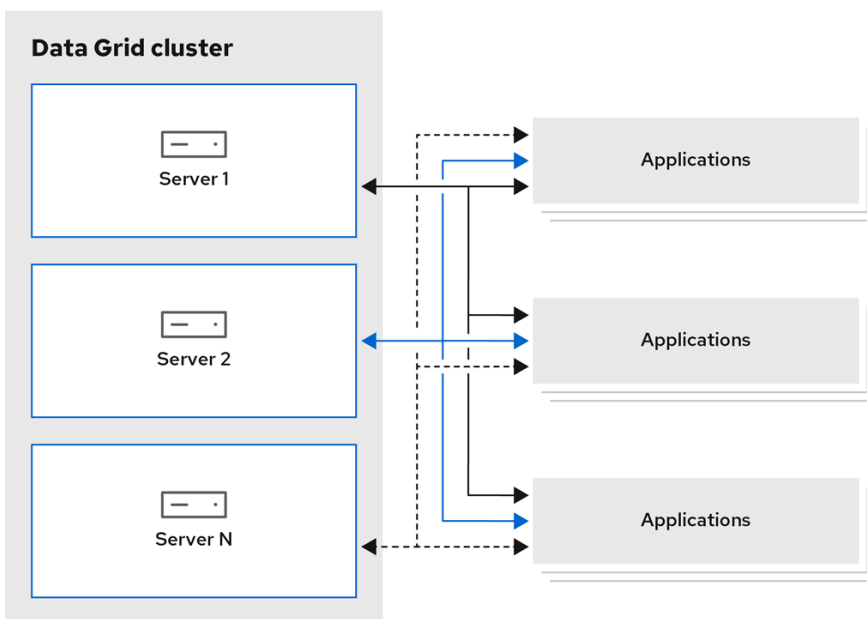 Data Grid cluster
Server 1
Applications
Server 2
Applications
Server N
Applications